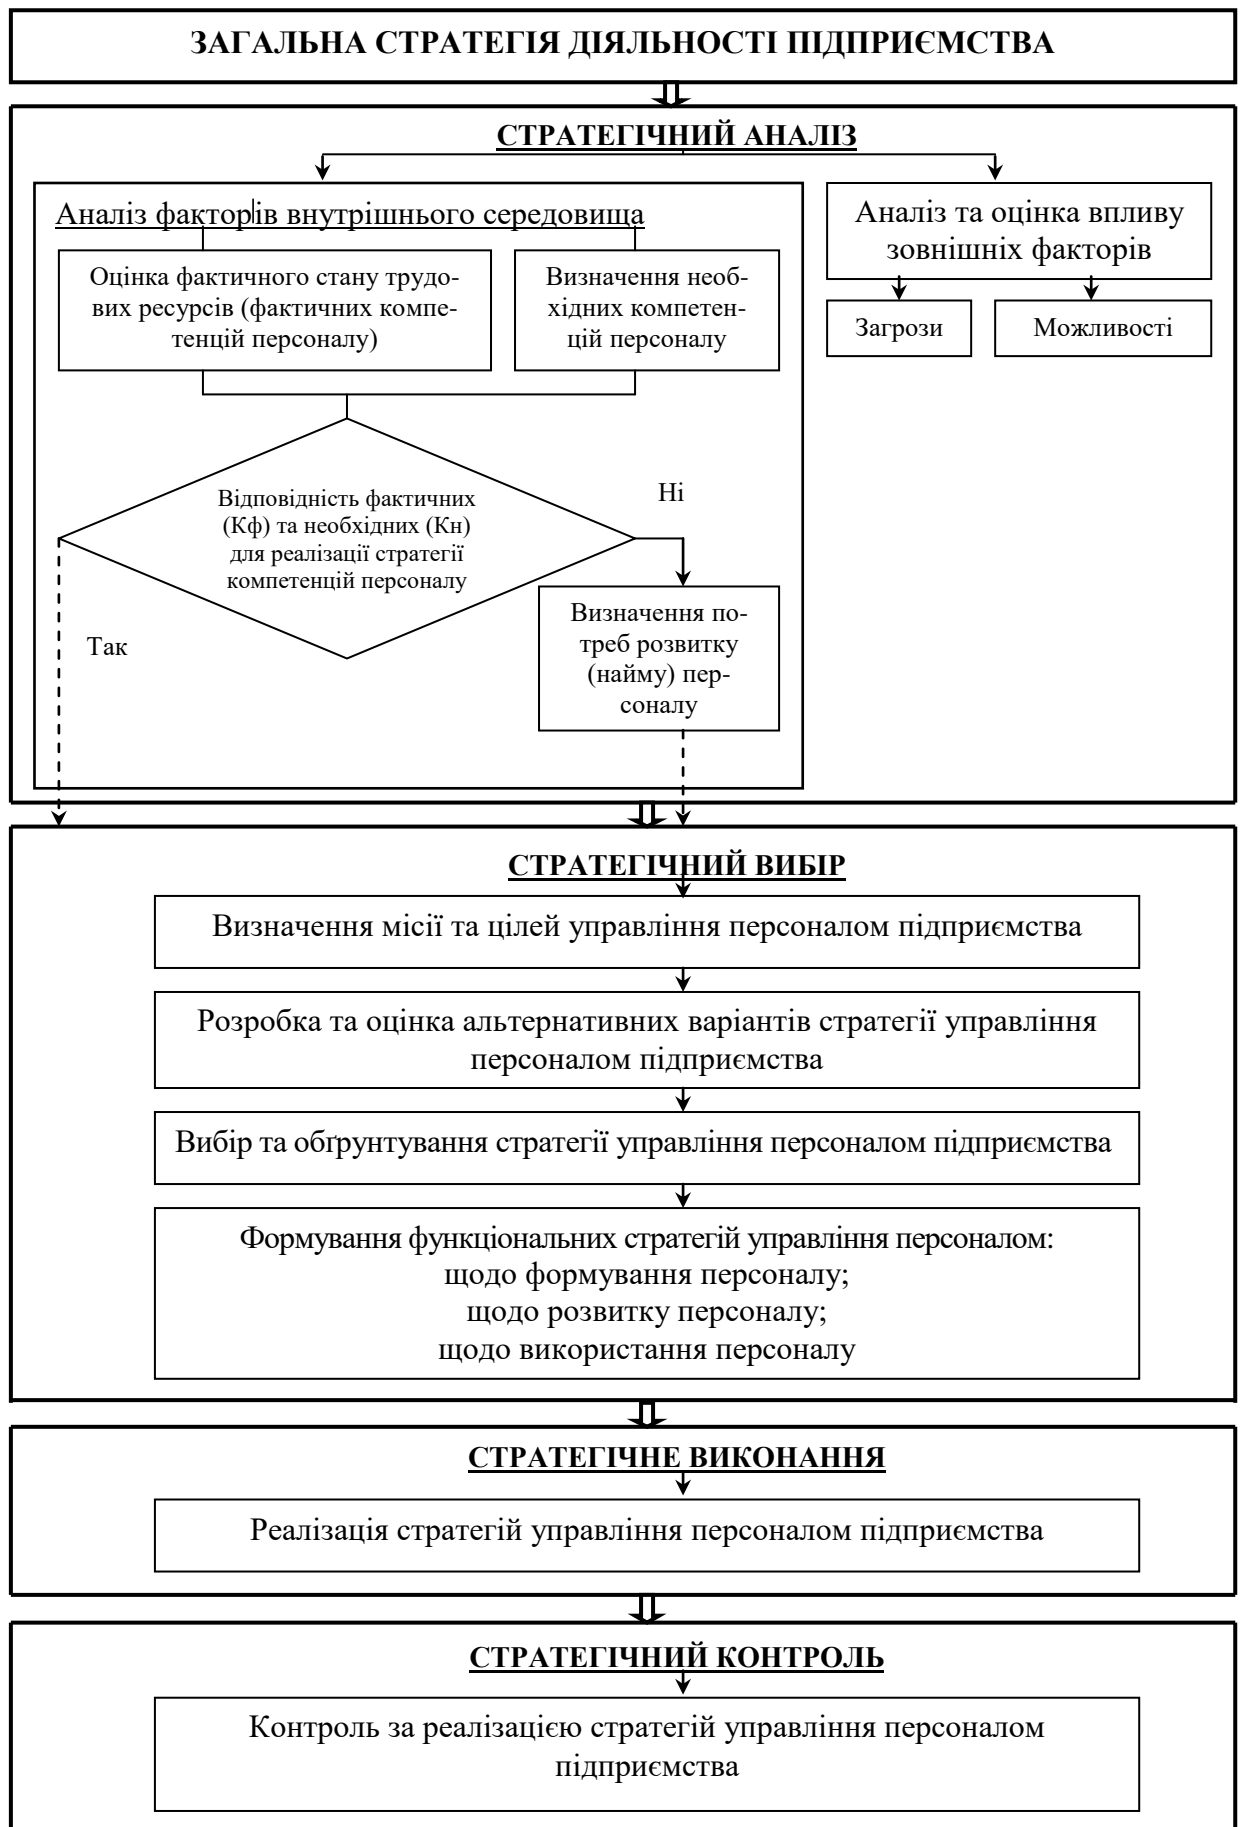 ЗАГАЛЬНА СТРАТЕГІЯ ДІЯЛЬНОСТІ ПІДПРИЄМСТВА
СТРАТЕГІЧНИЙ АНАЛІЗ
Аналіз факторів внутрішнього середовища
Оцінка фактичного стану трудо-
вих ресурсів (фактичних компе-
тенцій персоналу)
Визначення необ-
хідних компетен-
цій персоналу
Аналіз та оцінка впливу
зовнішніх факторів
Загрози
Можливості
Відповідність фактичних
(Кф) та необхідних (Кн)
для реалізації стратегії
компетенцій персоналу
Ні
Так
Визначення по-
треб розвитку
(найму) пер-
соналу
СТРАТЕГІЧНИЙ ВИБІР
Визначення місії та цілей управління персоналом підприємства
Розробка та оцінка альтернативних варіантів стратегії управління
персоналом підприємства
Вибір та обґрунтування стратегії управління персоналом підприємства
Формування функціональних стратегій управління персоналом:
щодо формування персоналу;
щодо розвитку персоналу;
щодо використання персоналу
СТРАТЕГІЧНЕ ВИКОНАННЯ
Реалізація стратегій управління персоналом підприємства
СТРАТЕГІЧНИЙ КОНТРОЛЬ
Контроль за реалізацією стратегій управління персоналом
підприємства